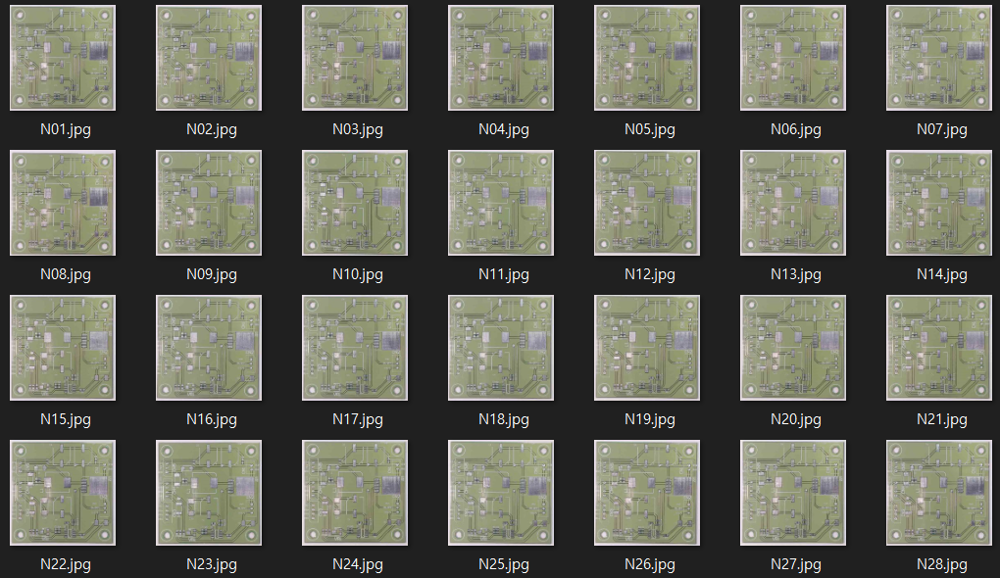 N01.jpg N02.jpg N03.jpg N04.jpg N05.jpg N06.jpg N07.jpg
N08.jpg N09.jpg N10.jpg N11.jpg N12.jpg N13.jpg N14.jpg
N15.jpg N16.jpg N17.jpg N18.jpg N19.jpg N20.jpg N21.jpg
N22.jpg N23.jpg N24.jpg N25.jpg N26.jpg N27.jpg N28.jpg